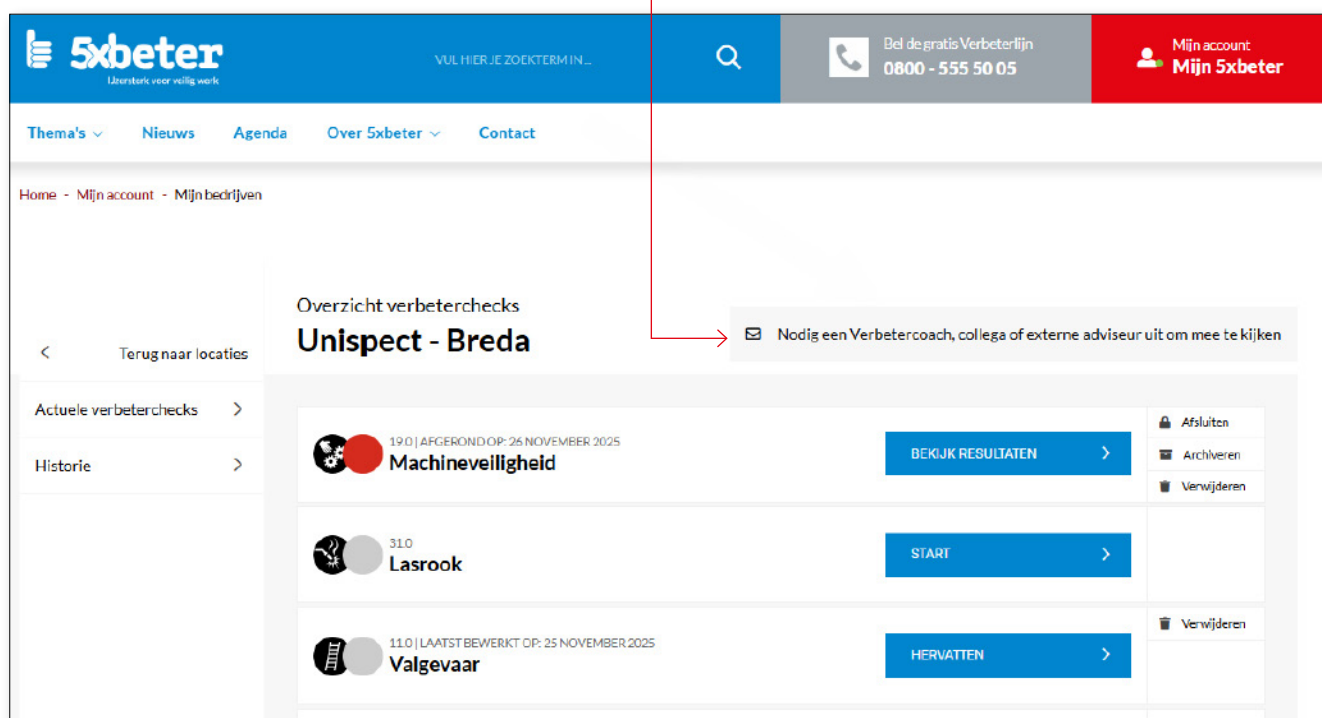 5xbeter
IJzersterk voor veilig werk
VUL HIER JE ZOEKTERM IN ...
Bel de gratis Verbeterlijn
0800 - 555 50 05
Mijn account
Mijn 5xbeter
Thema's Nieuws Agenda Over 5xbeter Contact
Home - Mijn account - Mijn bedrijven
Overzicht verbeterchecks
Unispect - Breda
Nodig een Verbetercoach, collega of externe adviseur uit om mee te kijken
Terug naar locaties
Actuele verbeterchecks
Historie
19.0 | AFGEROND OP: 26 NOVEMBER 2025
Machineveiligheid
BEKIJK RESULTATEN
Afsluiten
Archiveren
Verwijderen
31.0
Lasrook
START
11.0 | LAATST BEWERKT OP: 25 NOVEMBER 2025
Valgevaar
HERVATTEN
Verwijderen